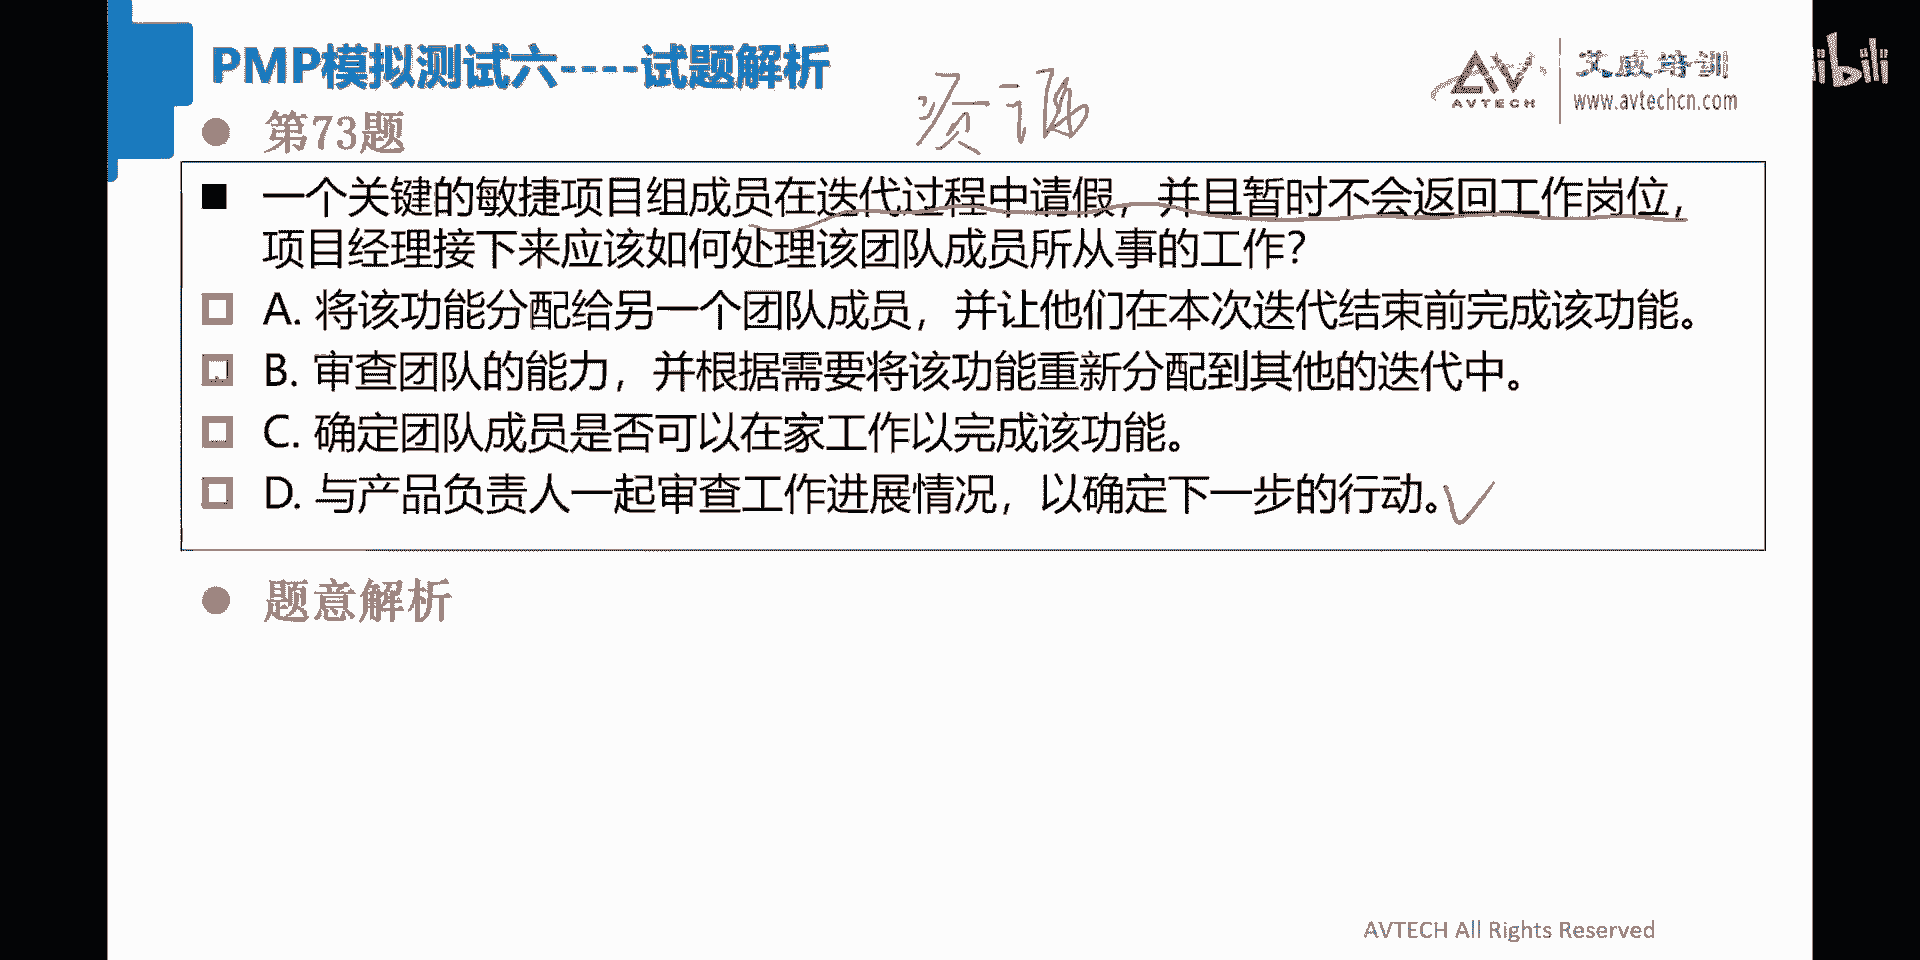 PMP模拟测试六----试题解析
资源
艾威培训
AVTECH
www.avtechcn.com
第73题
一个关键的敏捷项目组成员在迭代过程中请假，并且暂时不会返回工作岗位，
项目经理接下来应该如何处理该团队成员所从事的工作？
A. 将该功能分配给另一个团队成员，并让他们在本次迭代结束前完成该功能。
B. 审查团队的能力，并根据需要将该功能重新分配到其他的迭代中。
C. 确定团队成员是否可以在家工作以完成该功能。
D. 与产品负责人一起审查工作进展情况，以确定下一步的行动。
题意解析
AVTECH All Rights Reserved